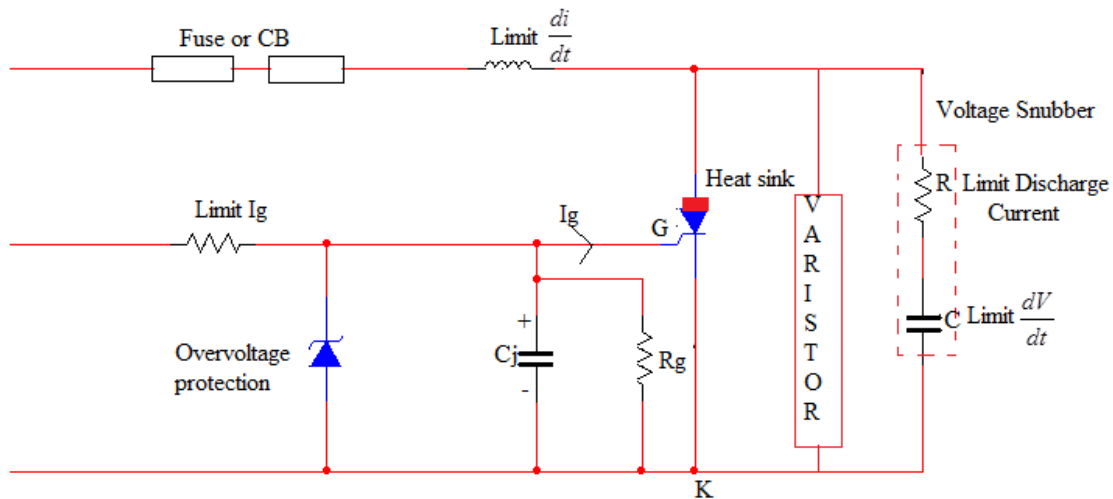 Fuse or CB
Limit di/dt
Voltage Snubber
Heat sink
R Limit Discharge
Current
Limit Ig
Ig
G
VARISTOR
C Limit dV/dt
Overvoltage
protection
+
Cj
-
Rg
K